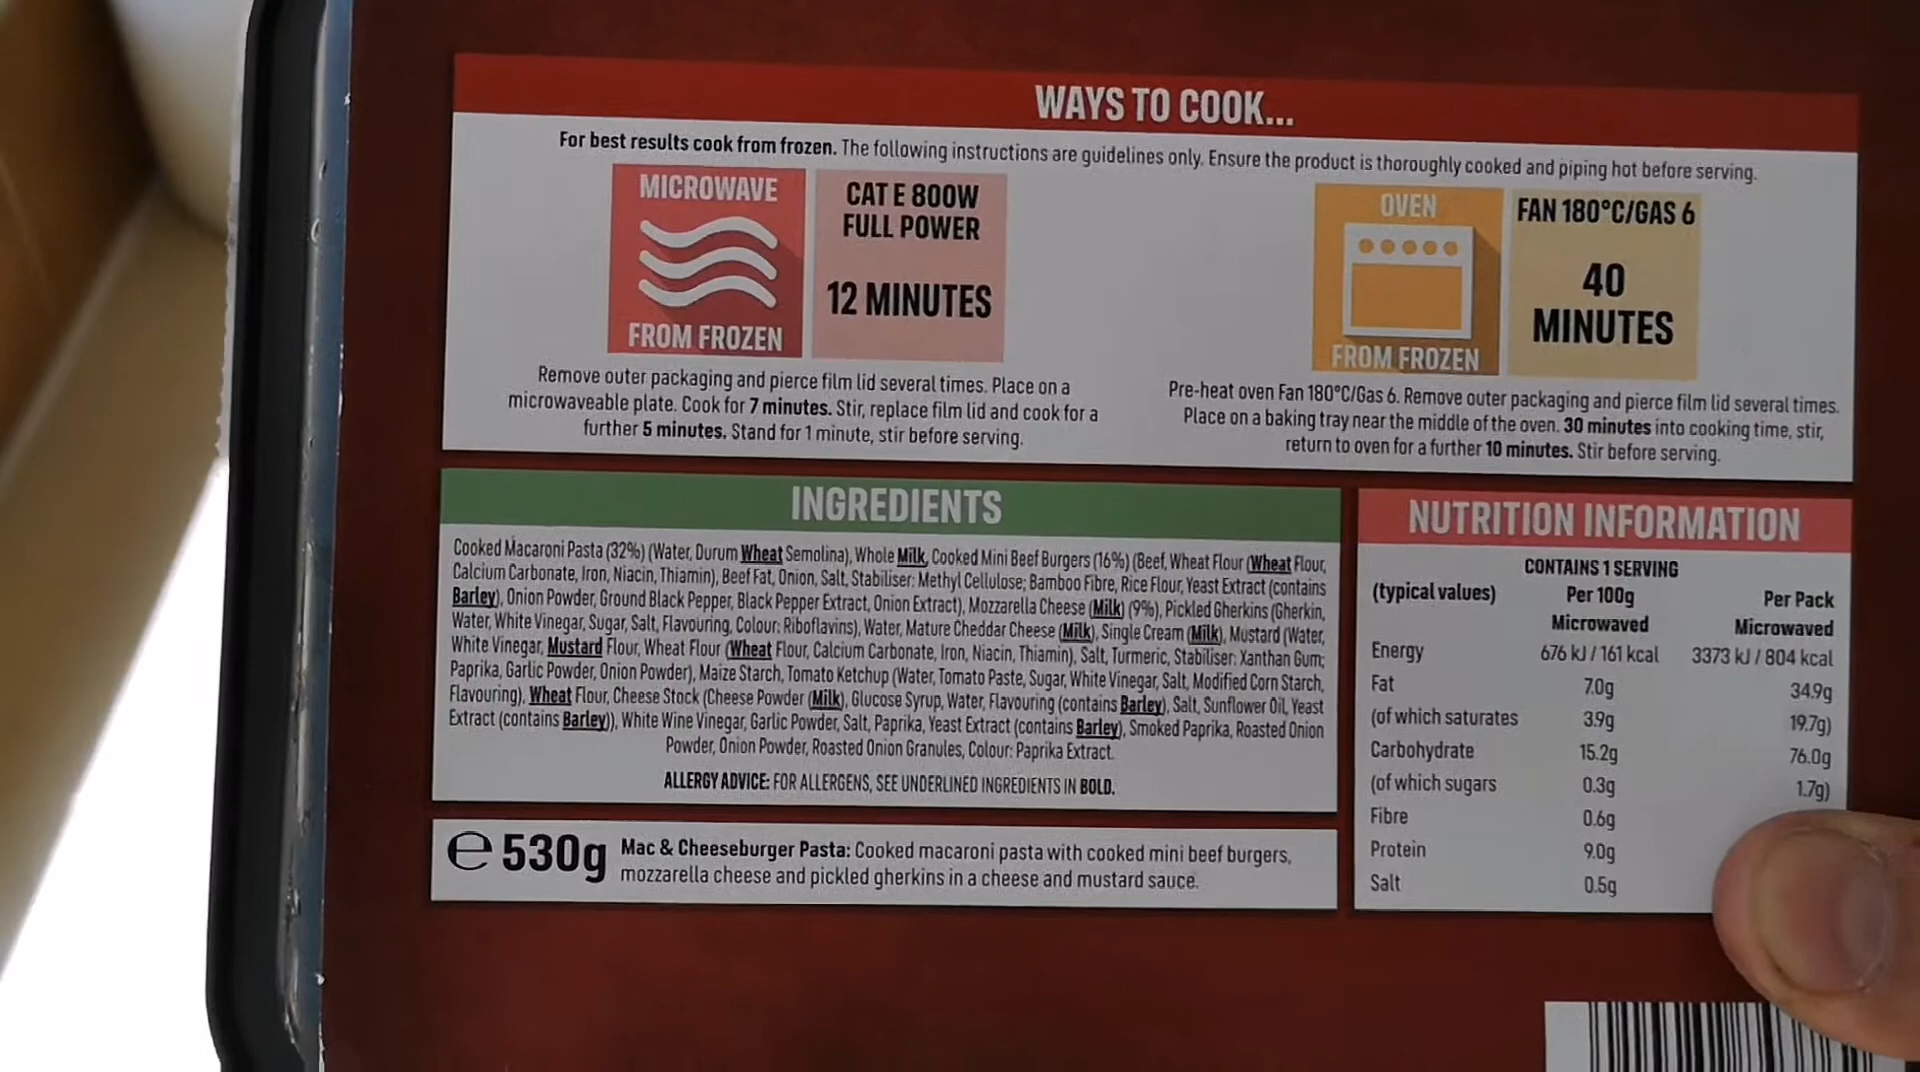 WAYS TO COOK...
For best results cook from frozen. The following instructions are guidelines only. Ensure the product is thoroughly cooked and piping hot before serving.
MICROWAVE
FROM FROZEN
CAT E 800W
FULL POWER
12 MINUTES
Remove outer packaging and pierce film lid several times. Place on a
microwaveable plate. Cook for 7 minutes. Stir, replace film lid and cook for a
further 5 minutes. Stand for 1 minute, stir before serving.
OVEN
FROM FROZEN
FAN 180°C/GAS 6
40
MINUTES
Pre-heat oven Fan 180°C/Gas 6. Remove outer packaging and pierce film lid several times.
Place on a baking tray near the middle of the oven. 30 minutes into cooking time, stir,
return to oven for a further 10 minutes. Stir before serving.
INGREDIENTS
Cooked Macaroni Pasta (32%) (Water, Durum Wheat Semolina), Whole Milk, Cooked Mini Beef Burgers (16%) (Beef, Wheat Flour (Wheat Flour,
Calcium Carbonate, Iron, Niacin, Thiamin), Beef Fat, Onion, Salt, Stabiliser: Methyl Cellulose; Bamboo Fibre, Rice Flour, Yeast Extract (contains
Barley), Onion Powder, Ground Black Pepper, Black Pepper Extract, Onion Extract), Mozzarella Cheese (Milk) (9%), Pickled Gherkins (Gherkin,
Water, White Vinegar, Sugar, Salt, Flavouring, Colour: Riboflavins), Water, Mature Cheddar Cheese (Milk), Single Cream (Milk), Mustard (Water,
White Vinegar, Mustard Flour, Wheat Flour (Wheat Flour, Calcium Carbonate, Iron, Niacin, Thiamin), Salt, Turmeric, Stabiliser: Xanthan Gum;
Paprika, Garlic Powder, Onion Powder), Maize Starch, Tomato Ketchup (Water, Tomato Paste, Sugar, White Vinegar, Salt, Modified Corn Starch,
Flavouring), Wheat Flour, Cheese Stock (Cheese Powder (Milk), Glucose Syrup, Water, Flavouring (contains Barley), Salt, Sunflower Oil, Yeast
Extract (contains Barley)), White Wine Vinegar, Garlic Powder, Salt, Paprika, Yeast Extract (contains Barley), Smoked Paprika, Roasted Onion
Powder, Onion Powder, Roasted Onion Granules, Colour: Paprika Extract.
ALLERGY ADVICE: FOR ALLERGENS, SEE UNDERLINED INGREDIENTS IN BOLD.
℮ 530g
Mac & Cheeseburger Pasta: Cooked macaroni pasta with cooked mini beef burgers,
mozzarella cheese and pickled gherkins in a cheese and mustard sauce.
NUTRITION INFORMATION
CONTAINS 1 SERVING
(typical values) Per 100g Per Pack
Microwaved Microwaved
Energy 676 kJ / 161 kcal 3373 kJ / 804 kcal
Fat 7.0g 34.9g
(of which saturates 3.9g 19.7g)
Carbohydrate 15.2g 76.0g
(of which sugars 0.3g 1.7g)
Fibre 0.6g
Protein 9.0g
Salt 0.5g